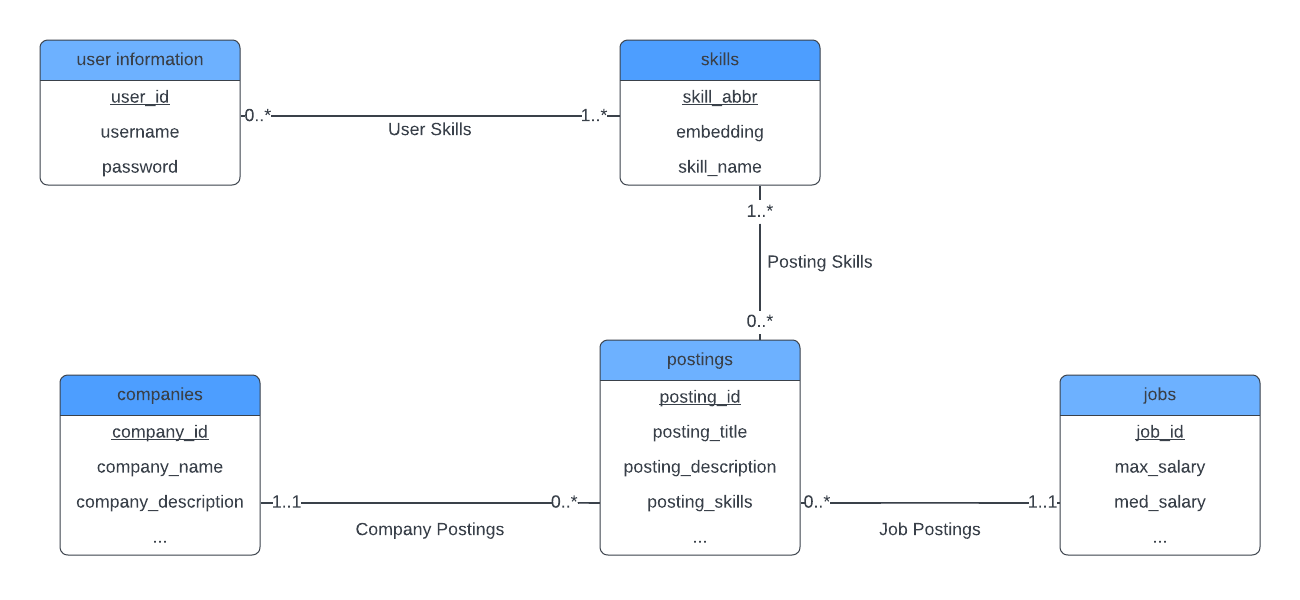 user information
user_id
username
password
0..*
User Skills
1..*
skills
skill_abbr
embedding
skill_name
1..*
Posting Skills
0..*
companies
company_id
company_name
company_description
...
1..1
Company Postings
0..*
postings
posting_id
posting_title
posting_description
posting_skills
...
0..*
Job Postings
1..1
jobs
job_id
max_salary
med_salary
...